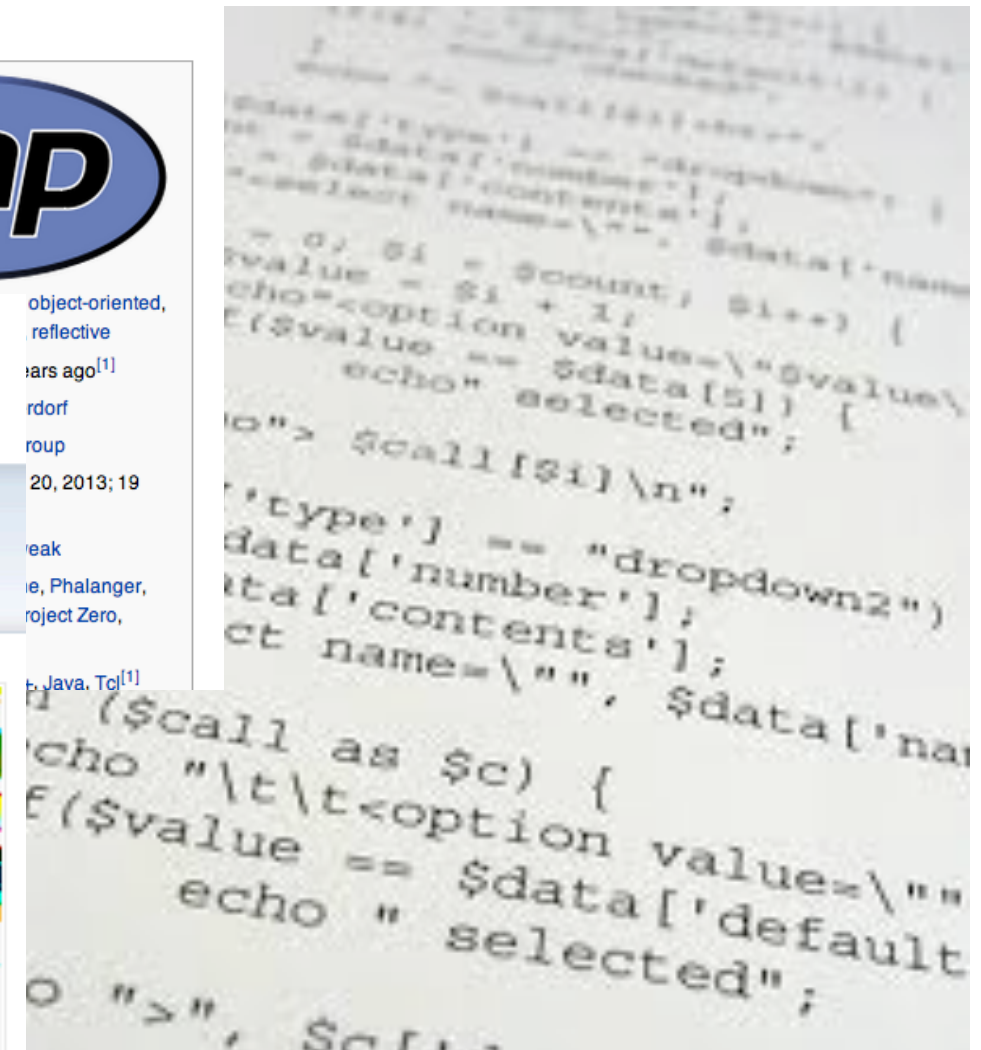 hp
object-oriented,
reflective
ears ago[1]
rdorf
roup
20, 2013; 19
eak
e, Phalanger,
roject Zero,
+, Java, Tcl[1]
$data['type'] == "dropdown") {
nt = $data['number'];
= $data['contents'];
"<select name=\"", $data['name
= 0; $i = $count; $i++) {
$value = $i + 1;
cho"<option value=\"$value\
f($value == $data[5]) {
echo" selected";
o"> $call[$i]\n";
['type'] == "dropdown2")
data['number'];
ata['contents'];
ct name=\"", $data['nam
($call as $c) {
cho "\t\t<option value=\""
f($value == $data['default
echo " selected";
o ">", $c['